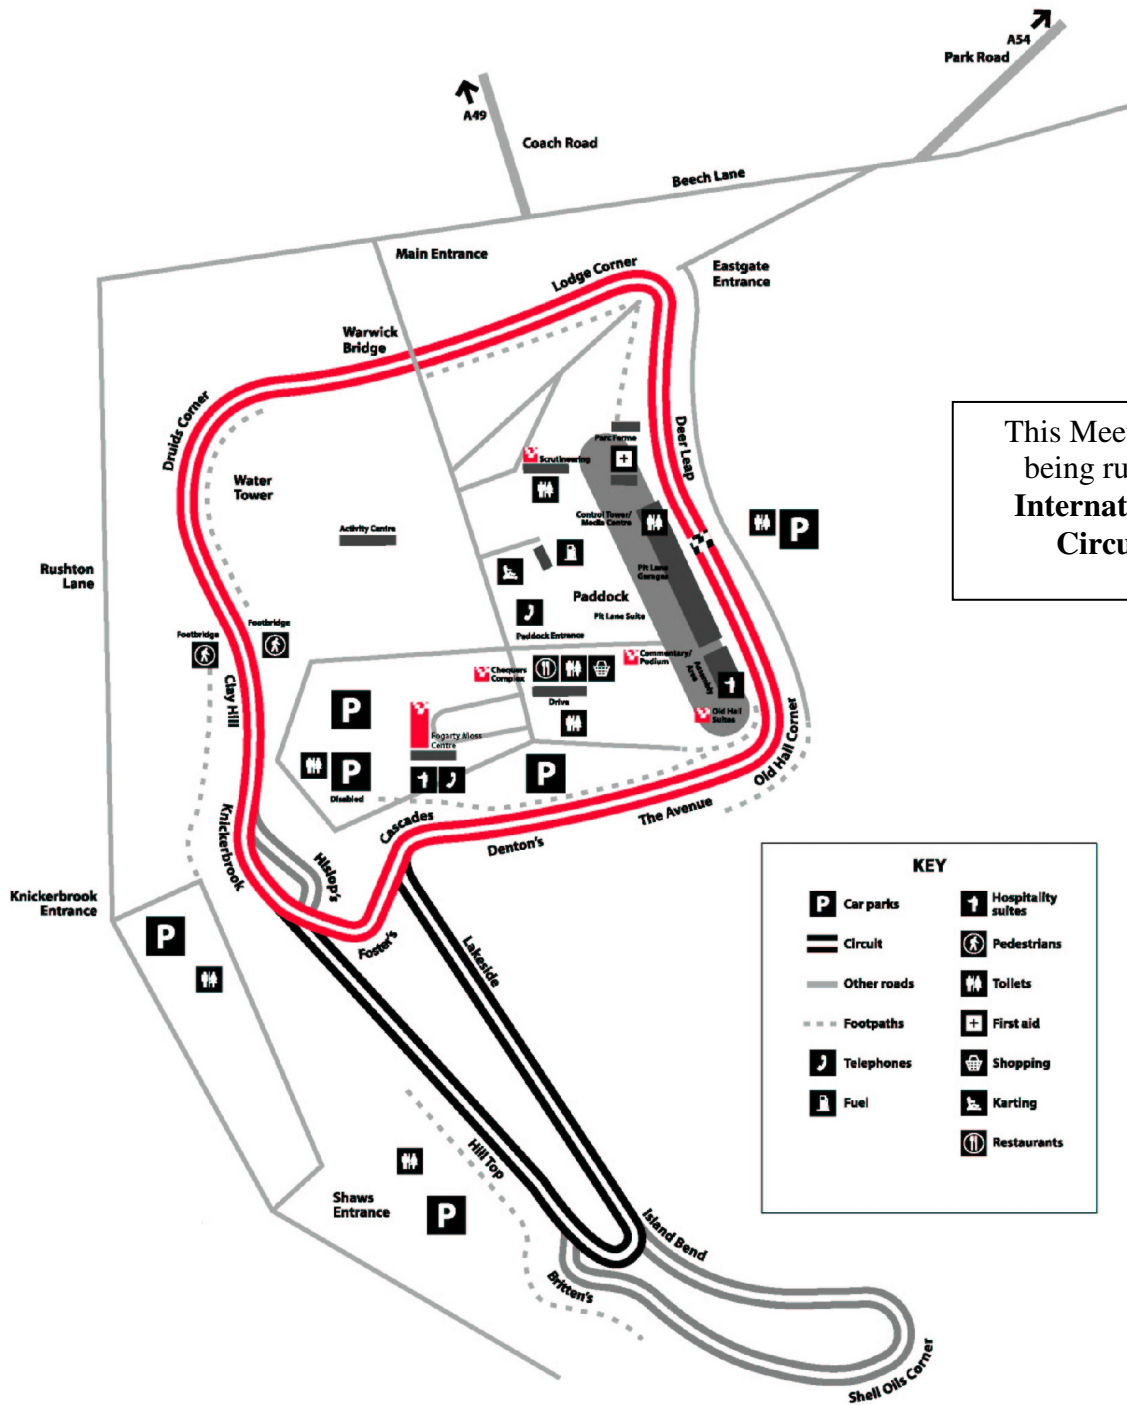 A54
Park Road
A49
Coach Road
Beech Lane
Main Entrance
Eastgate
Entrance
Lodge Corner
Warwick
Bridge
Druids Corner
Deer Leap
This Meet
being ru
Internat
Circu
Parc Ferme
Scrutineering
Water
Tower
Activity Centre
Control Tower/
Media Centre
P
Rushton
Lane
Pit Lane
Garages
Paddock
Pit Lane Suite
Footbridge
Footbridge
Paddock Entrance
Chequers
Complex
Commentary/
Podium
Assembly
Area
Drive
Clay Hill
P
Old Hall
Suites
Old Hall Corner
Fogarty Moss
Centre
P
Disabled
P
Cascades
The Avenue
Denton's
Knickerbrook
Hislop's
Knickerbrook
Entrance
P
Foster's
Lakeside
KEY
P Car parks
Circuit
Other roads
Footpaths
Telephones
Fuel
Hospitality
suites
Pedestrians
Toilets
First aid
Shopping
Karting
Restaurants
Hill Top
Shaws
Entrance
P
Island Bend
Britten's
Shell Oils Corner